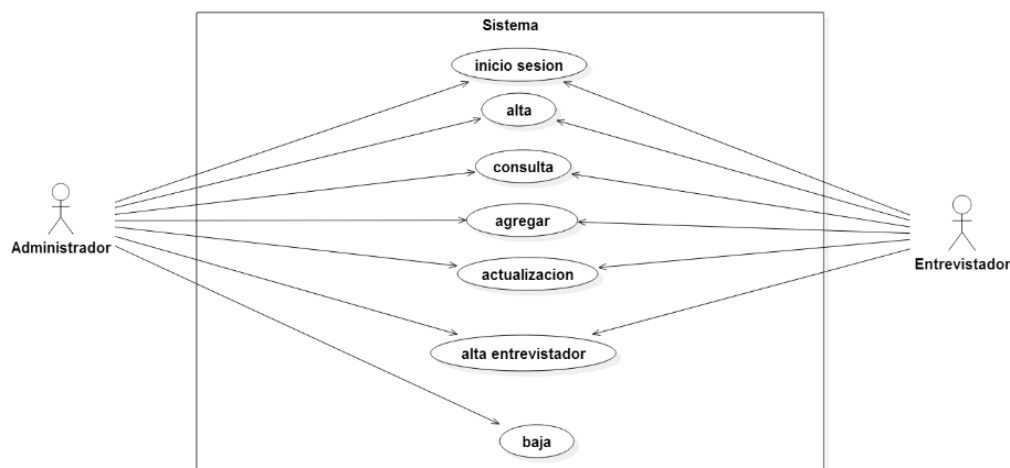 Sistema
inicio sesion
alta
consulta
agregar
Administrador
Entrevistador
actualizacion
alta entrevistador
baja